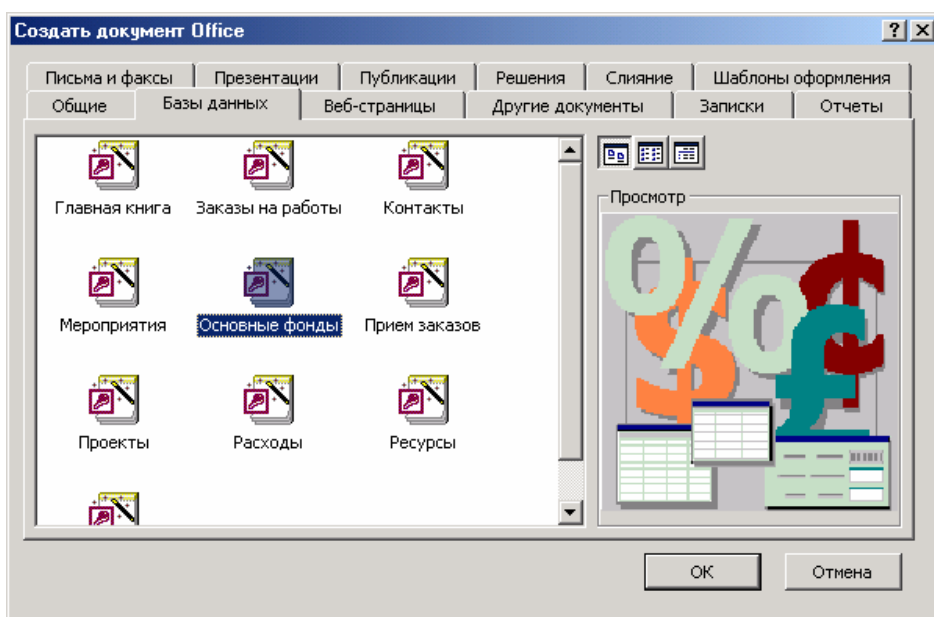 Создать документ Office
Письма и факсы Презентации Публикации Решения Слияние Шаблоны оформления
Общие Базы данных Веб-страницы Другие документы Записки Отчеты
Главная книга Заказы на работы Контакты
Мероприятия Основные фонды Прием заказов
Проекты Расходы Ресурсы
Просмотр
OK Отмена